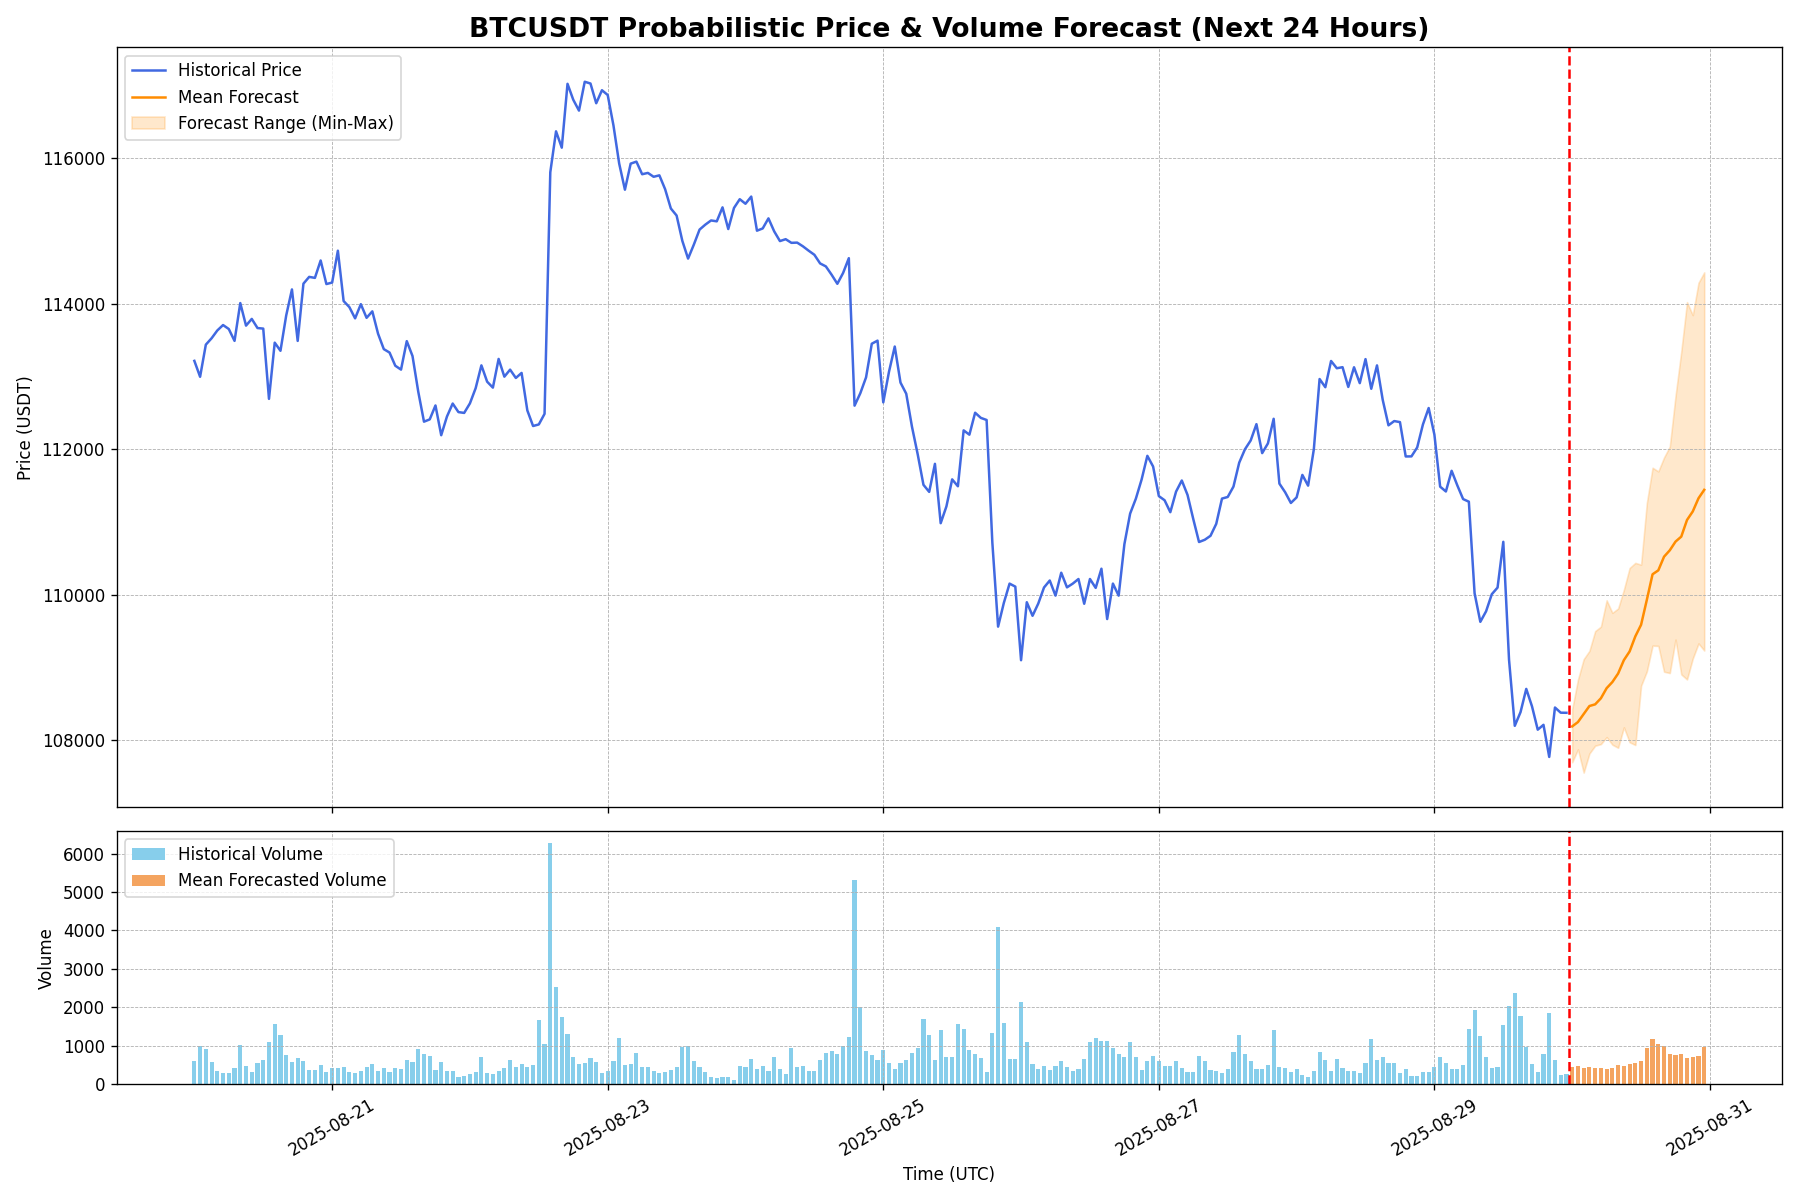 BTCUSDT Probabilistic Price & Volume Forecast (Next 24 Hours)
Historical Price
Mean Forecast
Forecast Range (Min-Max)
116000
114000
112000
110000
108000
Price (USDT)
Historical Volume
Mean Forecasted Volume
6000
5000
4000
3000
2000
1000
0
Volume
2025-08-21
2025-08-23
2025-08-25
2025-08-27
2025-08-29
2025-08-31
Time (UTC)